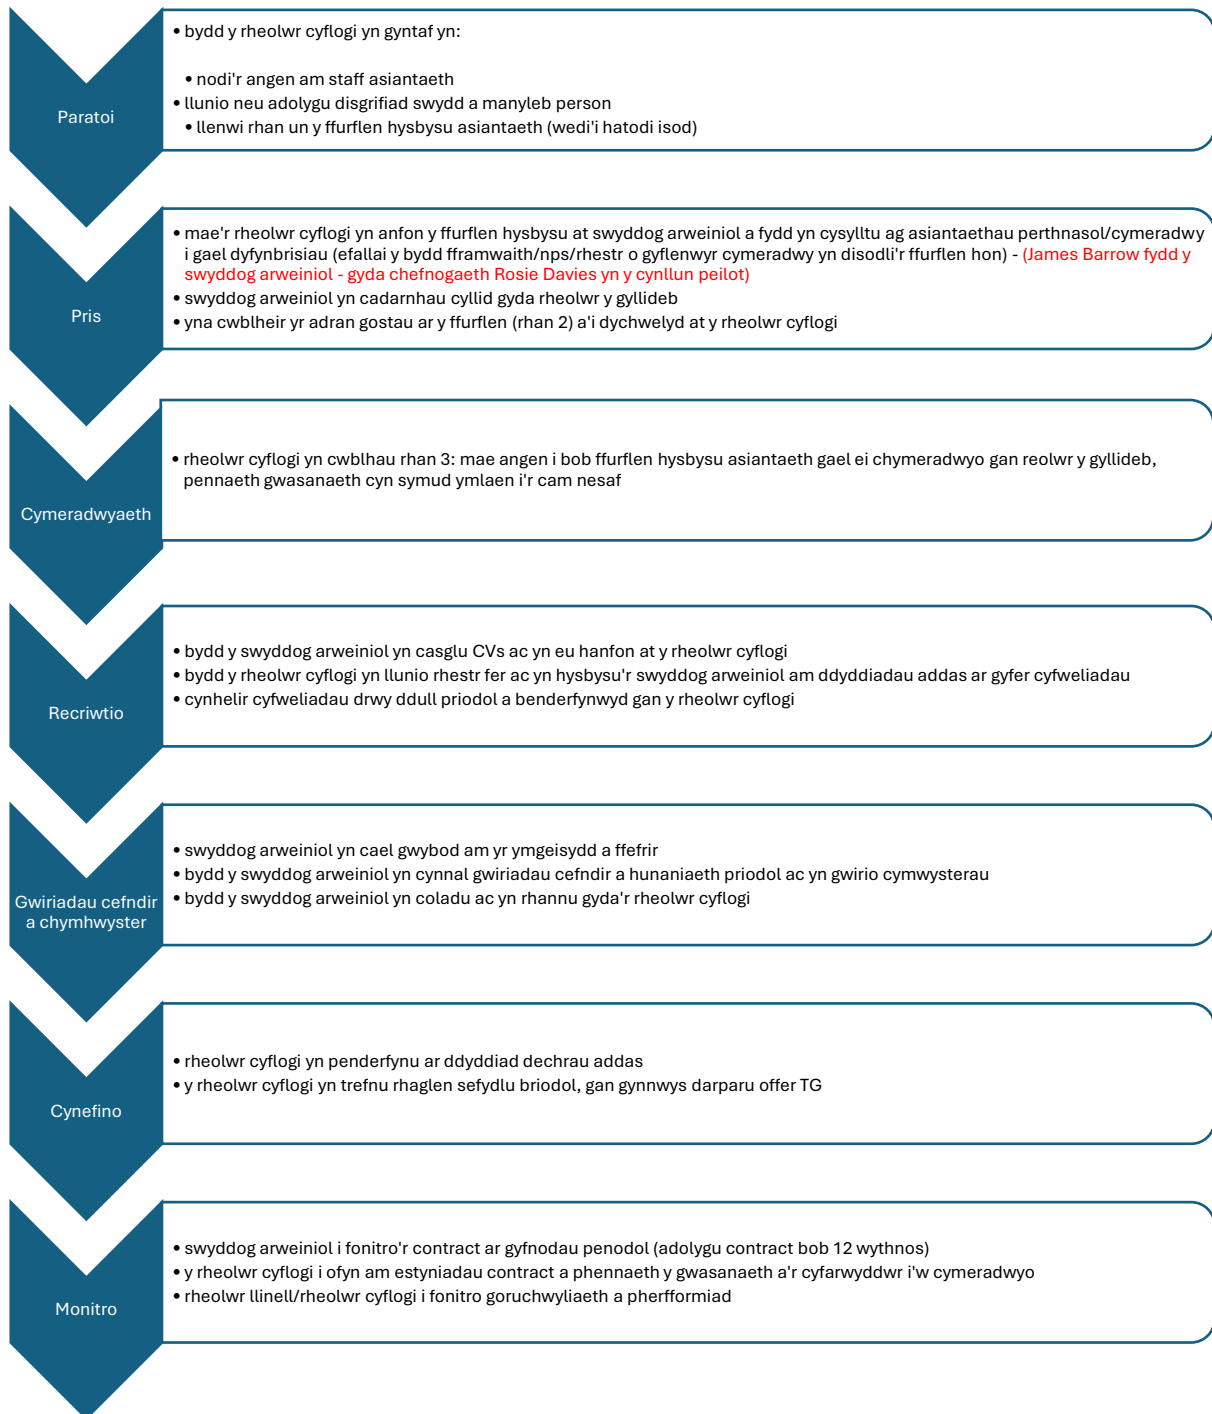 Paratoi
• bydd y rheolwr cyflogi yn gyntaf yn:
• nodi'r angen am staff asiantaeth
• llunio neu adolygu disgrifiad swydd a manyleb person
• llenwi rhan un y ffurflen hysbysu asiantaeth (wedi'i hatodi isod)
Pris
• mae'r rheolwr cyflogi yn anfon y ffurflen hysbysu at swyddog arweiniol a fydd yn cysylltu ag asiantaethau perthnasol/cymeradwy
i gael dyfynbrisiau (efallai y bydd fframwaith/nps/rhestr o gyflenwyr cymeradwy yn disodli'r ffurflen hon) - (James Barrow fydd y
swyddog arweiniol - gyda chefnogaeth Rosie Davies yn y cynllun peilot)
• swyddog arweiniol yn cadarnhau cyllid gyda rheolwr y gyllideb
• yna cwblheir yr adran gostau ar y ffurflen (rhan 2) a'i dychwelyd at y rheolwr cyflogi
Cymeradwyaeth
• rheolwr cyflogi yn cwblhau rhan 3: mae angen i bob ffurflen hysbysu asiantaeth gael ei chymeradwyo gan reolwr y gyllideb,
pennaeth gwasanaeth cyn symud ymlaen i'r cam nesaf
Recriwtio
• bydd y swyddog arweiniol yn casglu CVs ac yn eu hanfon at y rheolwr cyflogi
• bydd y rheolwr cyflogi yn llunio rhestr fer ac yn hysbysu'r swyddog arweiniol am ddyddiadau addas ar gyfer cyfweliadau
• cynhelir cyfweliadau drwy ddull priodol a benderfynwyd gan y rheolwr cyflogi
Gwiriadau cefndir
a chymhwyster
• swyddog arweiniol yn cael gwybod am yr ymgeisydd a ffefrir
• bydd y swyddog arweiniol yn cynnal gwiriadau cefndir a hunaniaeth priodol ac yn gwirio cymwysterau
• bydd y swyddog arweiniol yn coladu ac yn rhannu gyda'r rheolwr cyflogi
Cynefino
• rheolwr cyflogi yn penderfynu ar ddyddiad dechrau addas
• y rheolwr cyflogi yn trefnu rhaglen sefydlu briodol, gan gynnwys darparu offer TG
Monitro
• swyddog arweiniol i fonitro'r contract ar gyfnodau penodol (adolygu contract bob 12 wythnos)
• y rheolwr cyflogi i ofyn am estyniadau contract a phennaeth y gwasanaeth a'r cyfarwyddwr i'w cymeradwyo
• rheolwr llinell/rheolwr cyflogi i fonitro goruchwyliaeth a pherfformiad